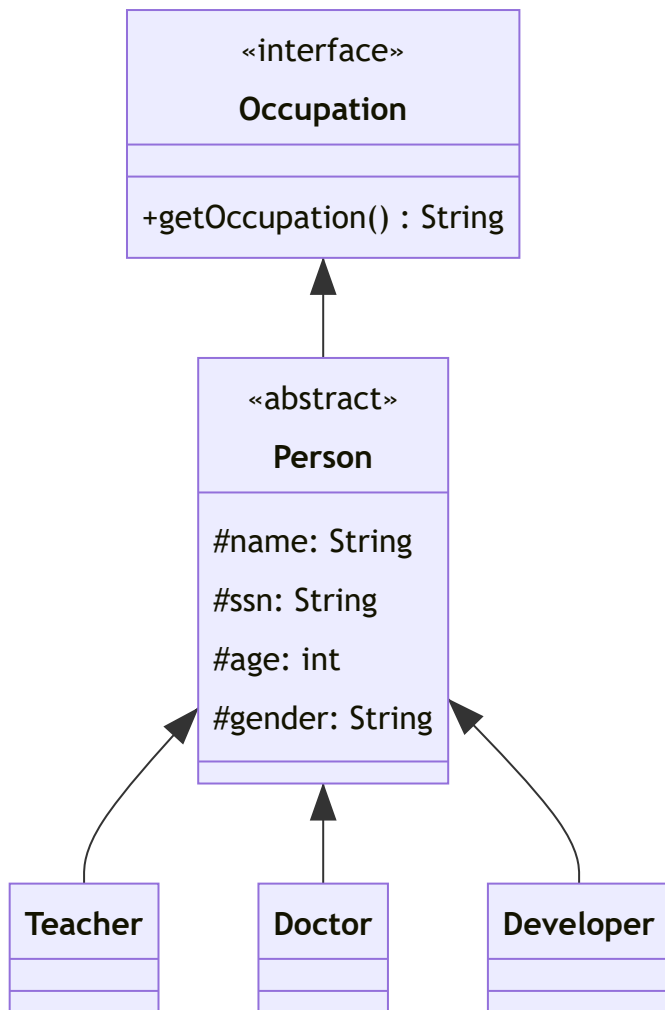 «interface»
Occupation
+getOccupation() : String
«abstract»
Person
#name: String
#ssn: String
#age: int
#gender: String
Teacher
Doctor
Developer